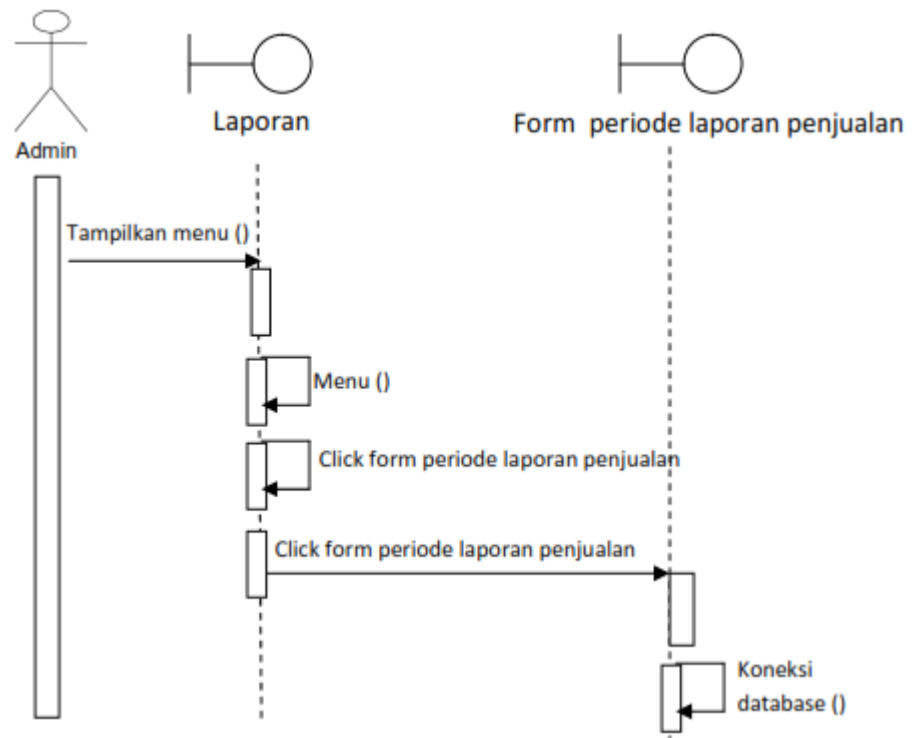 Admin
Laporan
Form  periode laporan penjualan
Tampilkan menu ()
Menu ()
Click form periode laporan penjualan
Click form periode laporan penjualan
Koneksi
database ()